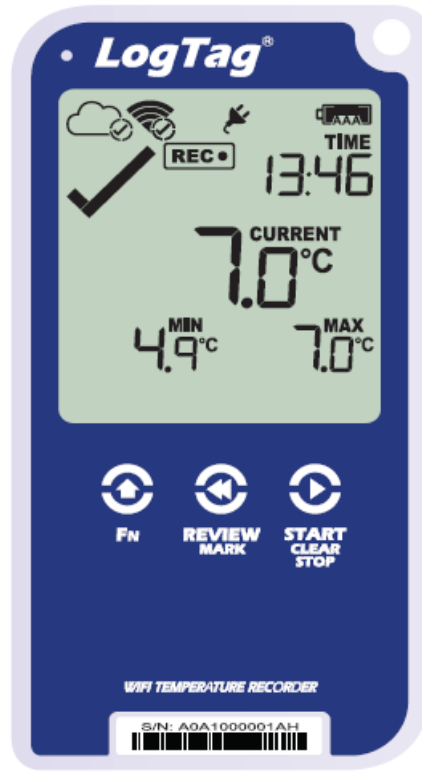 LogTag®
AAA
TIME
REC
13:46
CURRENT
7.0°C
MIN
4.9°C
MAX
7.0°C
FN
REVIEW
MARK
START
CLEAR
STOP
WIFI TEMPERATURE RECORDER
S/N: A0A1000001AH